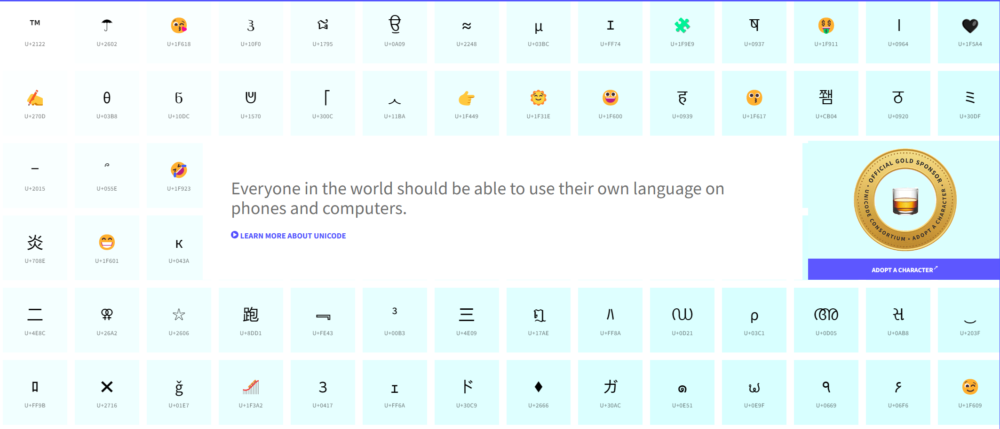 ™ ☂ 😘 ჰ ផ ਉ ≈ μ エ 🧩 ष 🤑 । 🖤
U+2122 U+2602 U+1F618 U+10F0 U+1795 U+0A09 U+2248 U+03BC U+FF74 U+1F9E9 U+0937 U+1F911 U+0964 U+1F5A4
✍ θ ნ ᕰ 「 ᆺ 👉 🌞 😀 ह 😗 쬄 ठ ミ
U+270D U+03B8 U+10DC U+1570 U+300C U+11BA U+1F449 U+1F31E U+1F600 U+0939 U+1F617 U+CB04 U+0920 U+30DF
― ՞ 🤣
U+2015 U+055E U+1F923
Everyone in the world should be able to use their own language on
phones and computers.
LEARN MORE ABOUT UNICODE
OFFICIAL GOLD SPONSOR • UNICODE CONSORTIUM • ADOPT A CHARACTER •
ADOPT A CHARACTER↗
炎 😁 к
U+708E U+1F601 U+043A
二 ⚢ ☆ 跑 ﹃ ³ 三 ឮ ハ ഡ ρ അ સ ‿
U+4E8C U+26A2 U+2606 U+8DD1 U+FE43 U+00B3 U+4E09 U+17AE U+FF8A U+0D21 U+03C1 U+0D05 U+0AB8 U+203F
ロ ✖ ǧ 🎢 З ェ ド ♦ ガ ๑ ຟ ٩ ۶ 😉
U+FF9B U+2716 U+01E7 U+1F3A2 U+0417 U+FF6A U+30C9 U+2666 U+30AC U+0E51 U+0E9F U+0669 U+06F6 U+1F609